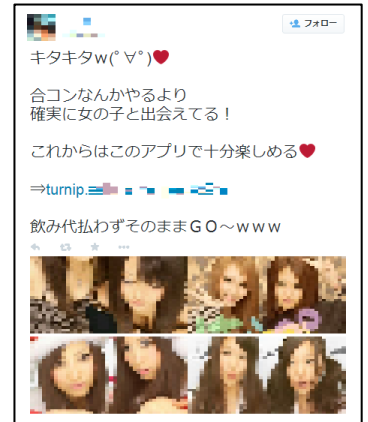 フォロー
キタキタｗ(ﾟ∀ﾟ)❤
合コンなんかやるより
確実に女の子と出会えてる！
これからはこのアプリで十分楽しめる❤
⇒turnip.
飲み代払わずそのままＧＯ～ｗｗｗ